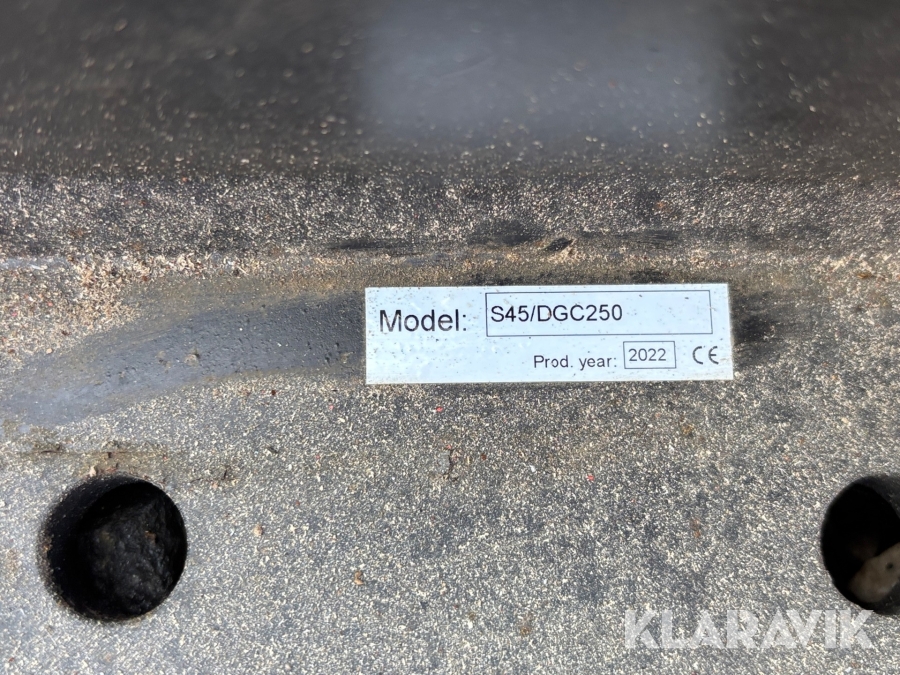 Model: S45/DGC250
Prod. year: 2022 CE
KLARAVIK